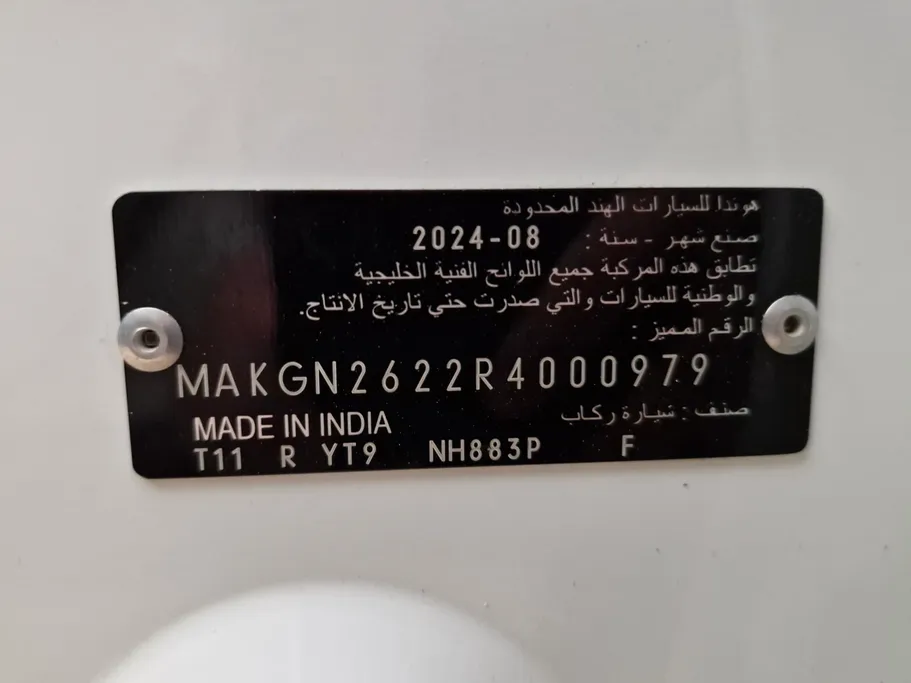 هوندا للسيارات الهند المحدودة
صنع شهر - سنة : 2024-08
تطابق هذه المركبة جميع اللوائح الفنية الخليجية
والوطنية للسيارات والتي صدرت حتي تاريخ الانتاج.
الرقم المميز :
MAKGN2622R4000979
صنف : سيارة ركاب
MADE IN INDIA
T11 R YT9 NH883P F